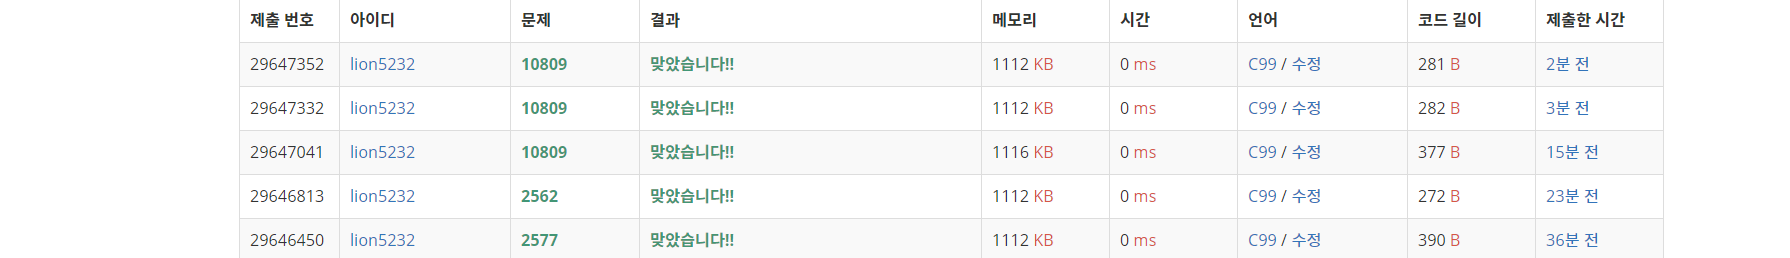 제출 번호 아이디 문제 결과 메모리 시간 언어 코드 길이 제출한 시간
29647352 lion5232 10809 맞았습니다!! 1112 KB 0 ms C99 / 수정 281 B 2분 전
29647332 lion5232 10809 맞았습니다!! 1112 KB 0 ms C99 / 수정 282 B 3분 전
29647041 lion5232 10809 맞았습니다!! 1116 KB 0 ms C99 / 수정 377 B 15분 전
29646813 lion5232 2562 맞았습니다!! 1112 KB 0 ms C99 / 수정 272 B 23분 전
29646450 lion5232 2577 맞았습니다!! 1112 KB 0 ms C99 / 수정 390 B 36분 전